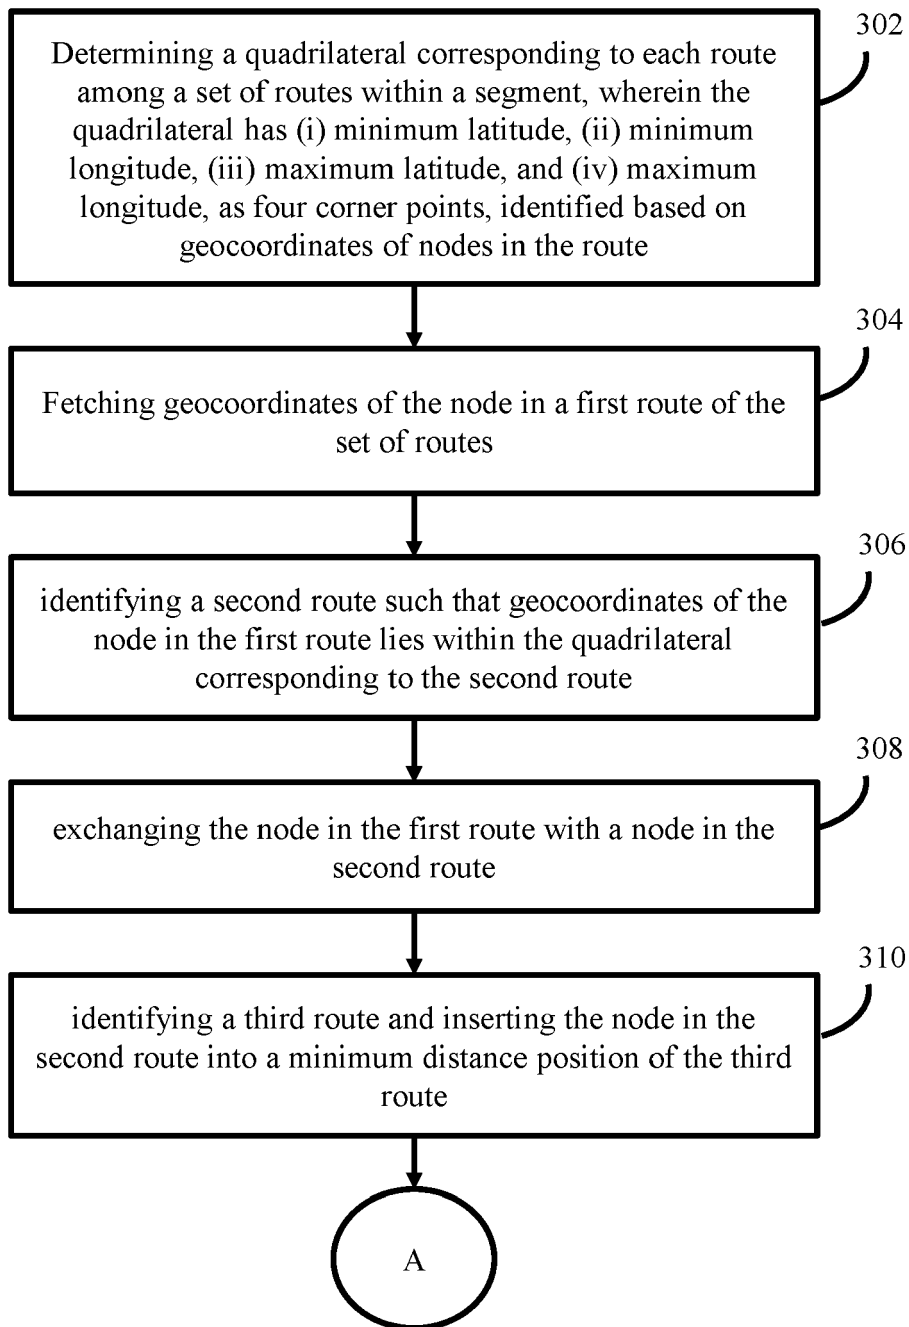 302
Determining a quadrilateral corresponding to each route
among a set of routes within a segment, wherein the
quadrilateral has (i) minimum latitude, (ii) minimum
longitude, (iii) maximum latitude, and (iv) maximum
longitude, as four corner points, identified based on
geocoordinates of nodes in the route
304
Fetching geocoordinates of the node in a first route of the
set of routes
306
identifying a second route such that geocoordinates of the
node in the first route lies within the quadrilateral
corresponding to the second route
308
exchanging the node in the first route with a node in the
second route
310
identifying a third route and inserting the node in the
second route into a minimum distance position of the third
route
A